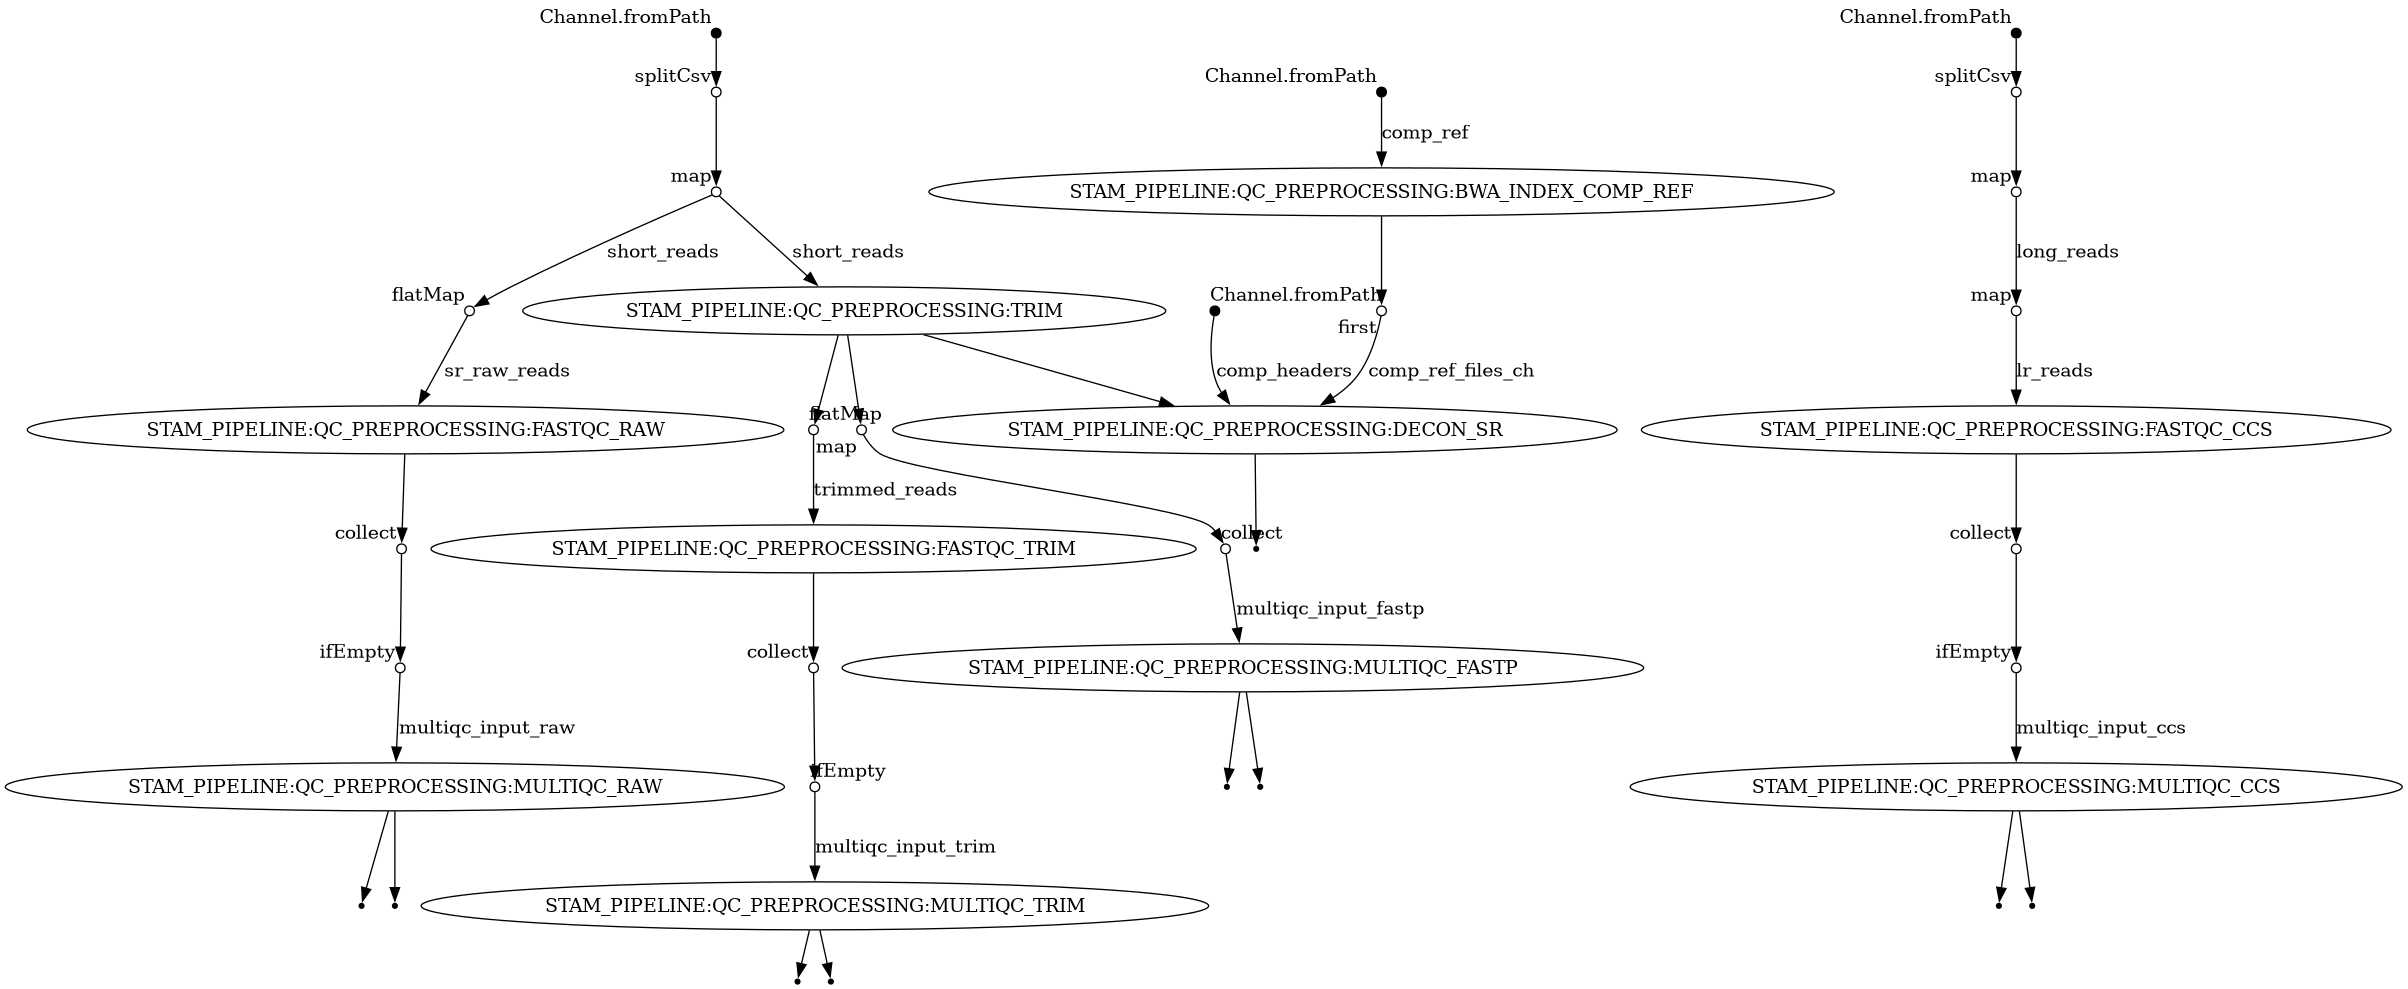 Channel.fromPath
Channel.fromPath
splitCsv
Channel.fromPath
splitCsv
comp_ref
map
STAM_PIPELINE:QC_PREPROCESSING:BWA_INDEX_COMP_REF
map
short_reads
short_reads
long_reads
flatMap
Channel.fromPath
map
STAM_PIPELINE:QC_PREPROCESSING:TRIM
first
sr_raw_reads
comp_headers
comp_ref_files_ch
lr_reads
flatMap
STAM_PIPELINE:QC_PREPROCESSING:FASTQC_RAW
STAM_PIPELINE:QC_PREPROCESSING:DECON_SR
STAM_PIPELINE:QC_PREPROCESSING:FASTQC_CCS
map
trimmed_reads
collect
collect
collect
STAM_PIPELINE:QC_PREPROCESSING:FASTQC_TRIM
multiqc_input_fastp
ifEmpty
collect
ifEmpty
STAM_PIPELINE:QC_PREPROCESSING:MULTIQC_FASTP
multiqc_input_raw
multiqc_input_ccs
ifEmpty
STAM_PIPELINE:QC_PREPROCESSING:MULTIQC_RAW
STAM_PIPELINE:QC_PREPROCESSING:MULTIQC_CCS
multiqc_input_trim
STAM_PIPELINE:QC_PREPROCESSING:MULTIQC_TRIM